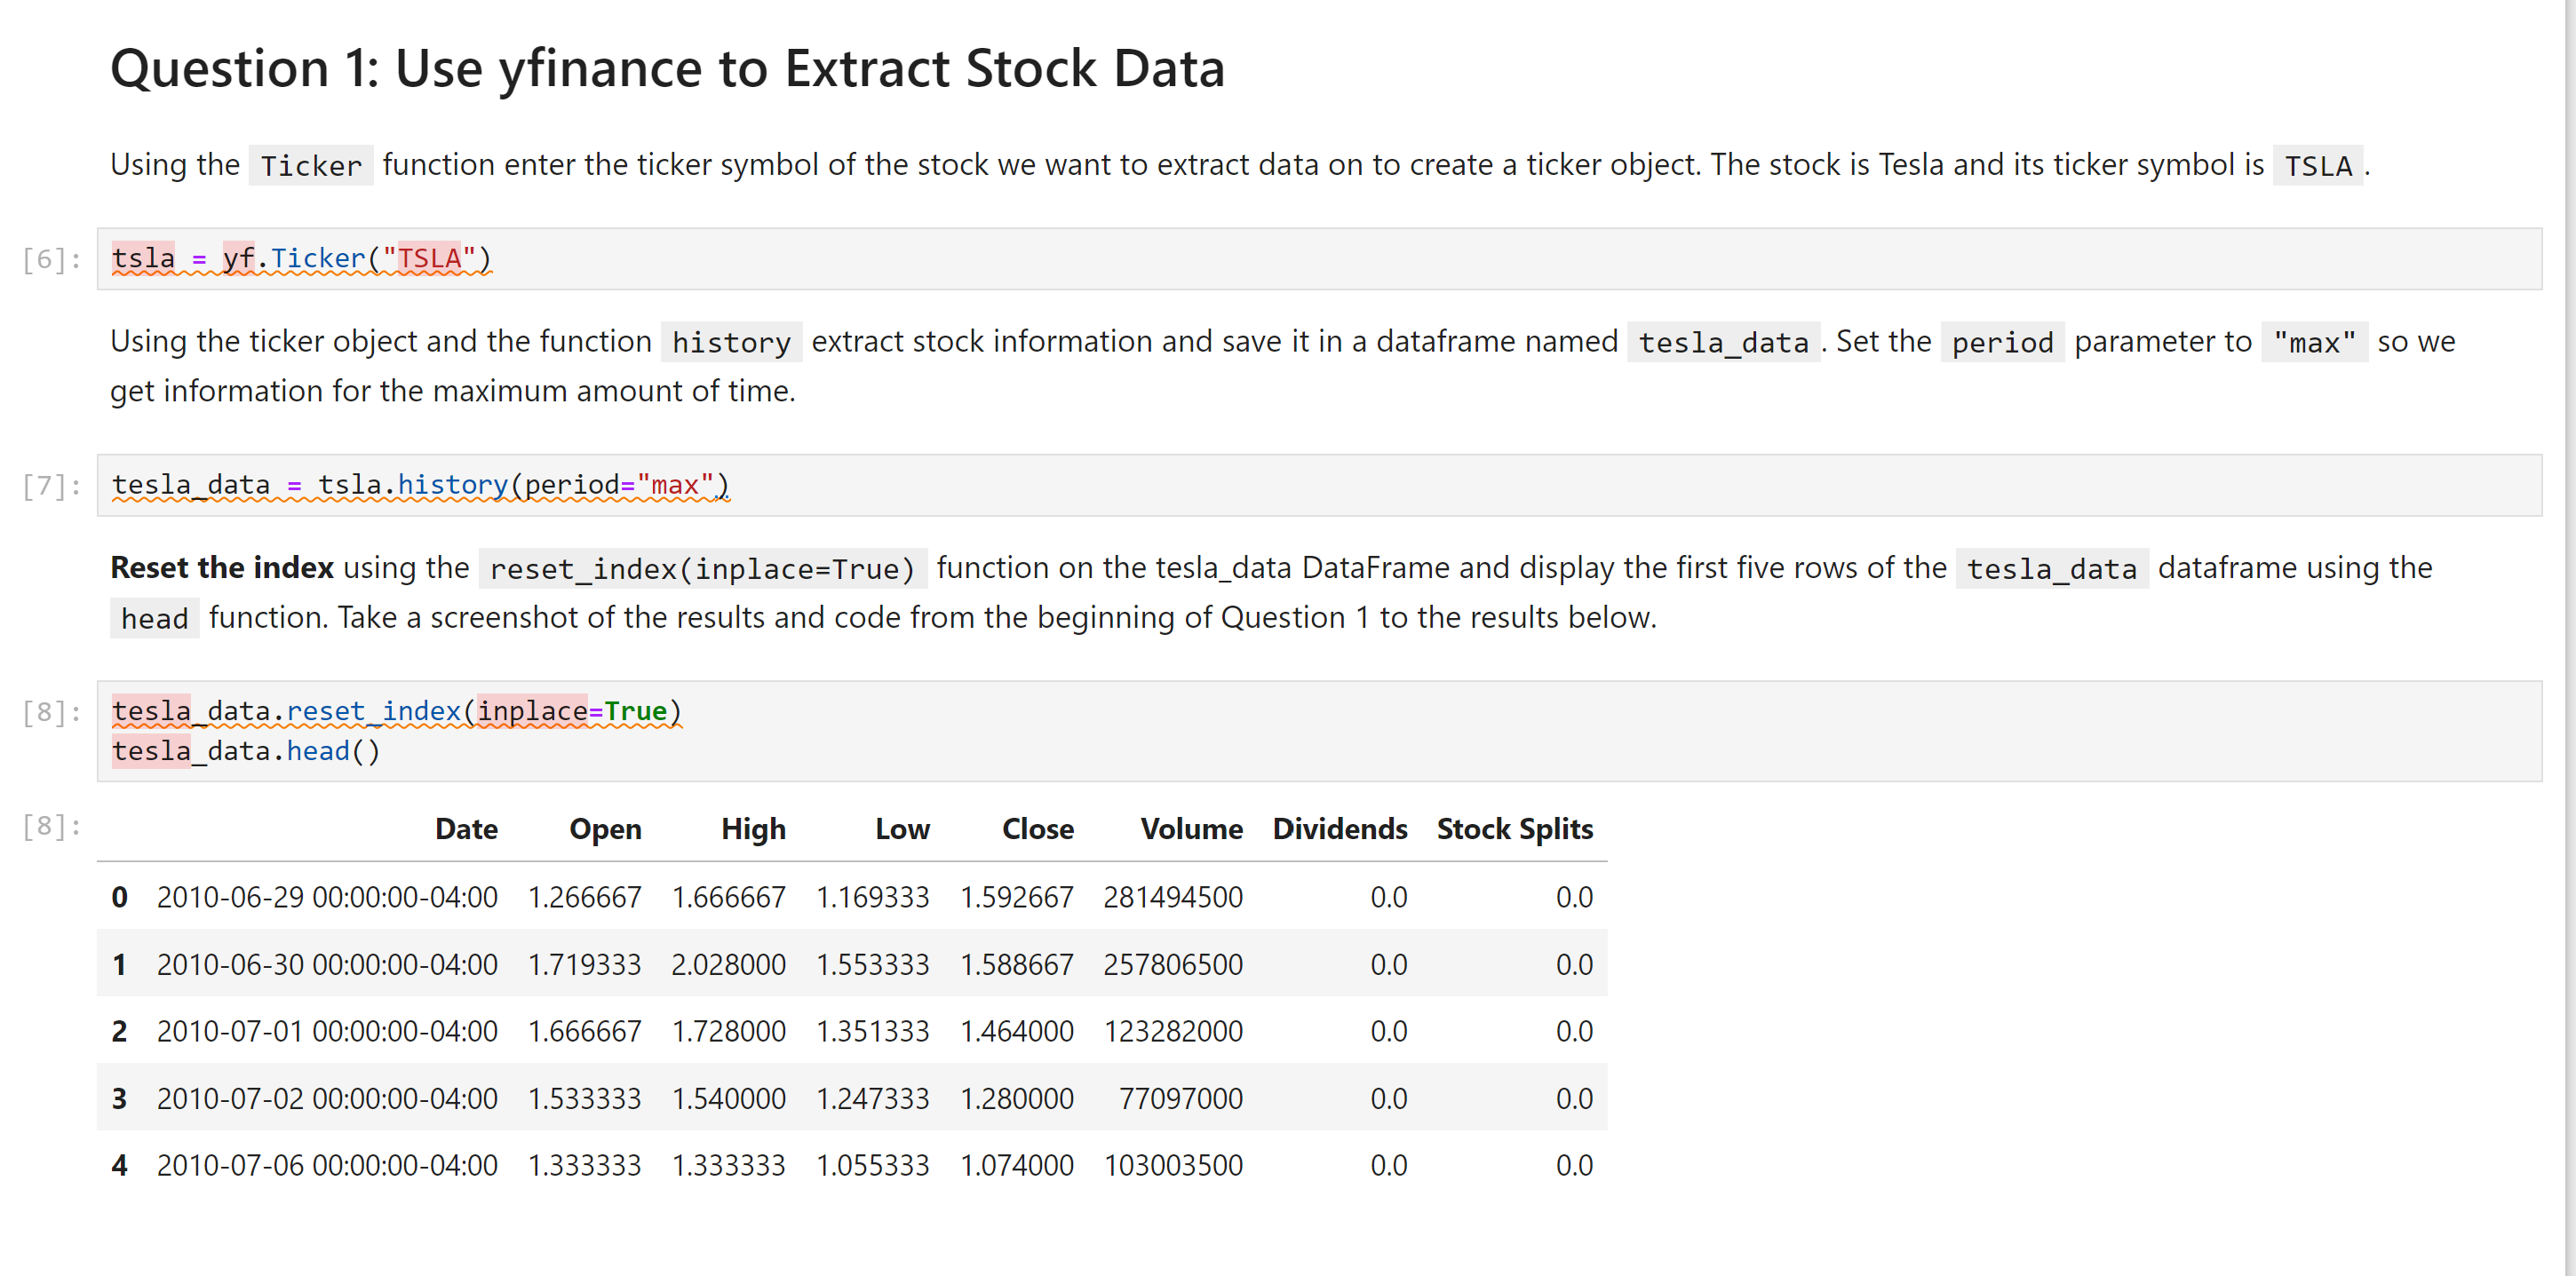 Question 1: Use yfinance to Extract Stock Data
Using the Ticker function enter the ticker symbol of the stock we want to extract data on to create a ticker object. The stock is Tesla and its ticker symbol is TSLA .
[6]: tsla = yf.Ticker("TSLA")
Using the ticker object and the function history extract stock information and save it in a dataframe named tesla_data . Set the period parameter to "max" so we
get information for the maximum amount of time.
[7]: tesla_data = tsla.history(period="max")
Reset the index using the reset_index(inplace=True) function on the tesla_data DataFrame and display the first five rows of the tesla_data dataframe using the
head function. Take a screenshot of the results and code from the beginning of Question 1 to the results below.
[8]: tesla_data.reset_index(inplace=True)
tesla_data.head()
[8]: Date Open High Low Close Volume Dividends Stock Splits
0 2010-06-29 00:00:00-04:00 1.266667 1.666667 1.169333 1.592667 281494500 0.0 0.0
1 2010-06-30 00:00:00-04:00 1.719333 2.028000 1.553333 1.588667 257806500 0.0 0.0
2 2010-07-01 00:00:00-04:00 1.666667 1.728000 1.351333 1.464000 123282000 0.0 0.0
3 2010-07-02 00:00:00-04:00 1.533333 1.540000 1.247333 1.280000 77097000 0.0 0.0
4 2010-07-06 00:00:00-04:00 1.333333 1.333333 1.055333 1.074000 103003500 0.0 0.0